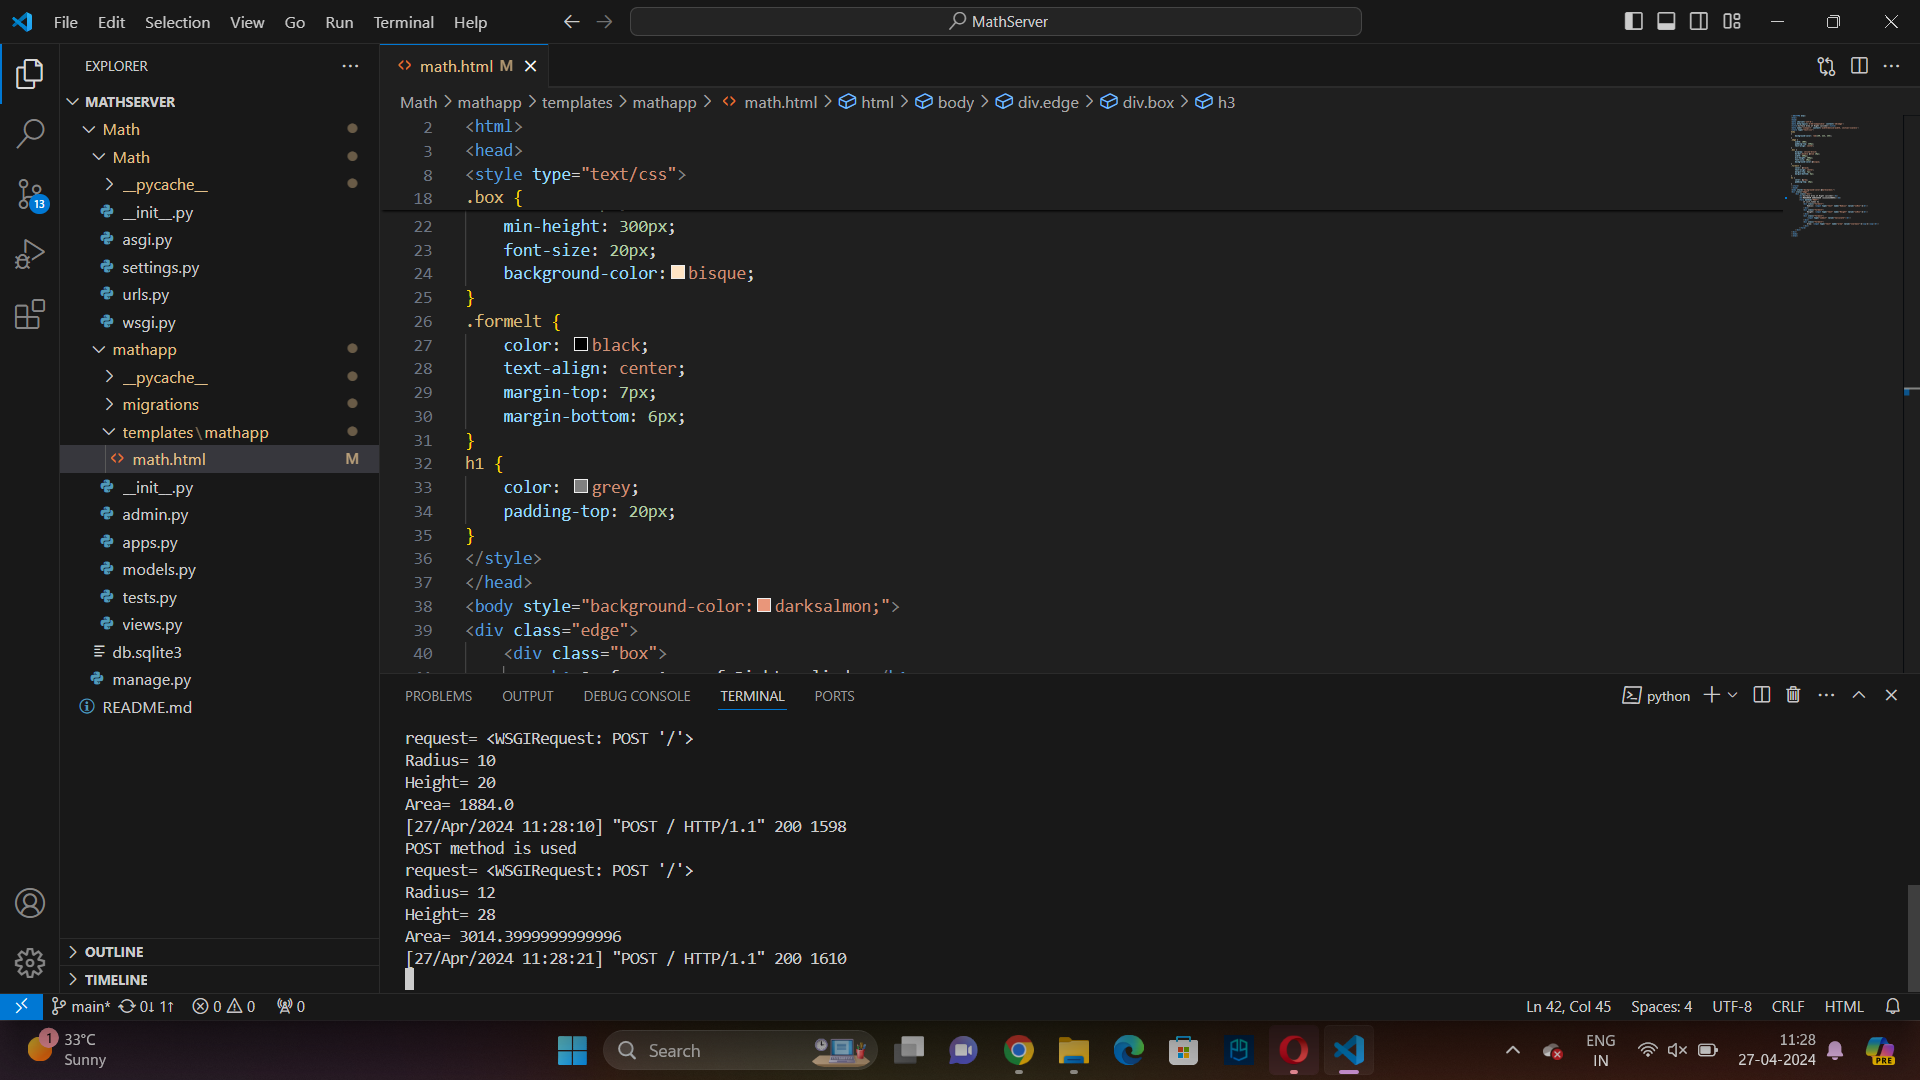 File Edit Selection View Go Run Terminal Help
MathServer
EXPLORER
MATHSERVER
Math
Math
__pycache__
__init__.py
asgi.py
settings.py
urls.py
wsgi.py
mathapp
__pycache__
migrations
templates\mathapp
math.html M
__init__.py
admin.py
apps.py
models.py
tests.py
views.py
db.sqlite3
manage.py
README.md
OUTLINE
TIMELINE
13
math.html M
Math > mathapp > templates > mathapp > math.html > html > body > div.edge > div.box > h3
2 <html>
3 <head>
8 <style type="text/css">
18 .box {
22 min-height: 300px;
23 font-size: 20px;
24 background-color: bisque;
25 }
26 .formelt {
27 color: black;
28 text-align: center;
29 margin-top: 7px;
30 margin-bottom: 6px;
31 }
32 h1 {
33 color: grey;
34 padding-top: 20px;
35 }
36 </style>
37 </head>
38 <body style="background-color: darksalmon;">
39 <div class="edge">
40 <div class="box">
PROBLEMS OUTPUT DEBUG CONSOLE TERMINAL PORTS
python
request= <WSGIRequest: POST '/'>
Radius= 10
Height= 20
Area= 1884.0
[27/Apr/2024 11:28:10] "POST / HTTP/1.1" 200 1598
POST method is used
request= <WSGIRequest: POST '/'>
Radius= 12
Height= 28
Area= 3014.3999999999996
[27/Apr/2024 11:28:21] "POST / HTTP/1.1" 200 1610
main* 0↓ 1↑ 0 0 0
Ln 42, Col 45 Spaces: 4 UTF-8 CRLF HTML
1
33°C
Sunny
Search
ENG
IN
11:28
27-04-2024
PRE